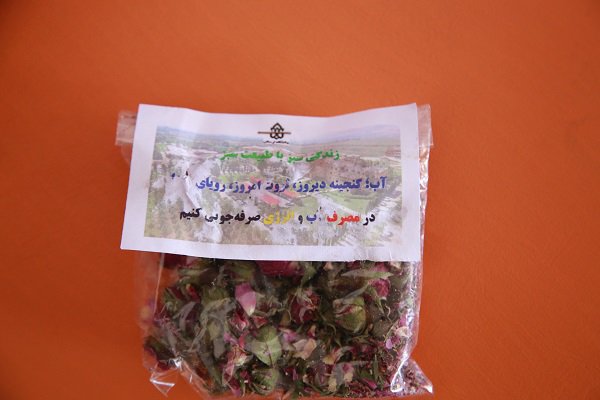 زندگی سبز با طبیعت سبز
آب؛ گنجینه دیروز، ثروت امروز، رویای
در مصرف آب و انرژی صرفه‌جویی کنیم